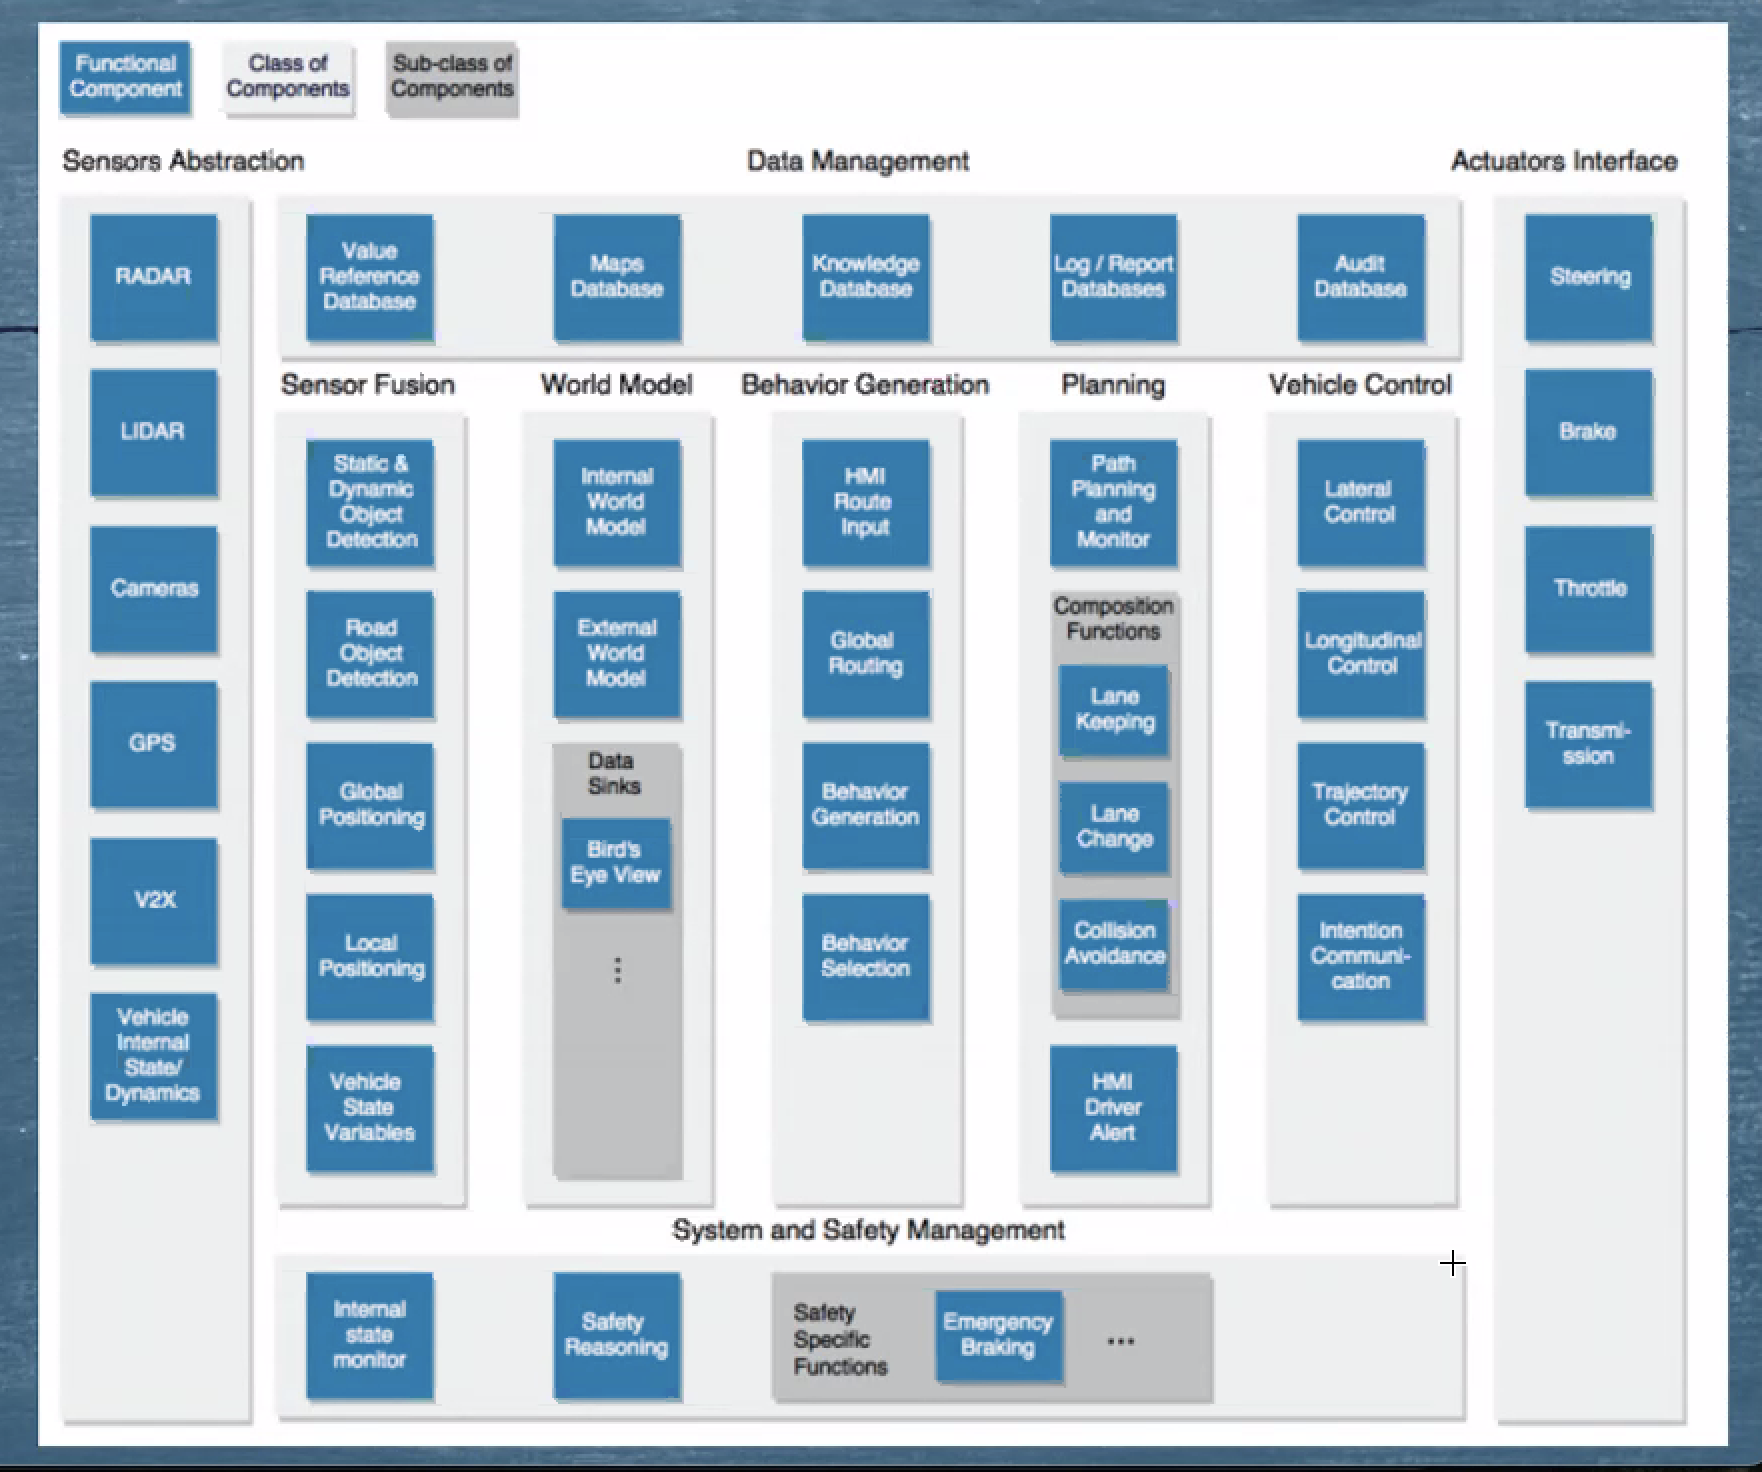 Functional
Component
Class of
Components
Sub-class of
Components
Sensors Abstraction
Data Management
Actuators Interface
RADAR
LIDAR
Cameras
GPS
V2X
Vehicle
Internal
State/
Dynamics
Value
Reference
Database
Maps
Database
Knowledge
Database
Log / Report
Databases
Audit
Database
Sensor Fusion
Static &
Dynamic
Object
Detection
Road
Object
Detection
Global
Positioning
Local
Positioning
Vehicle
State
Variables
World Model
Internal
World
Model
External
World
Model
Data
Sinks
Bird's
Eye View
⋮
Behavior Generation
HMI
Route
Input
Global
Routing
Behavior
Generation
Behavior
Selection
Planning
Path
Planning
and
Monitor
Composition
Functions
Lane
Keeping
Lane
Change
Collision
Avoidance
HMI
Driver
Alert
Vehicle Control
Lateral
Control
Longitudinal
Control
Trajectory
Control
Intention
Communi-
cation
Steering
Brake
Throttle
Transmi-
ssion
System and Safety Management
Internal
state
monitor
Safety
Reasoning
Safety
Specific
Functions
Emergency
Braking
...